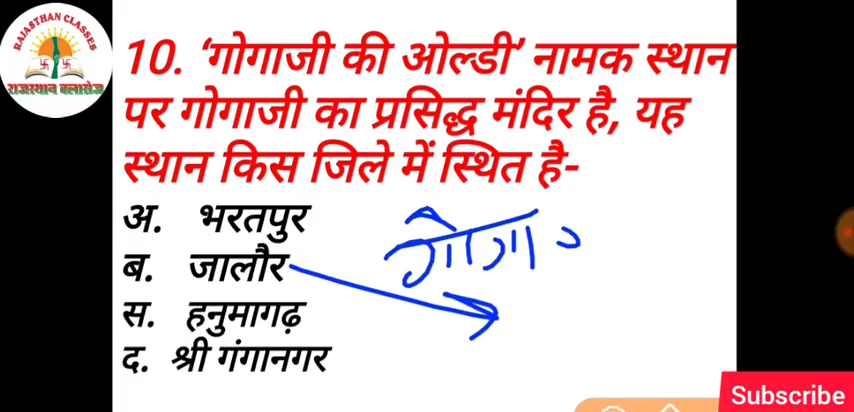 RAJASTHAN CLASSES
राजस्थान क्लासेज
10. ‘गोगाजी की ओल्डी’ नामक स्थान
पर गोगाजी का प्रसिद्ध मंदिर है, यह
स्थान किस जिले में स्थित है-
अ. भरतपुर
ब. जालौर
स. हनुमागढ़
द. श्री गंगानगर
गोगा
Subscribe